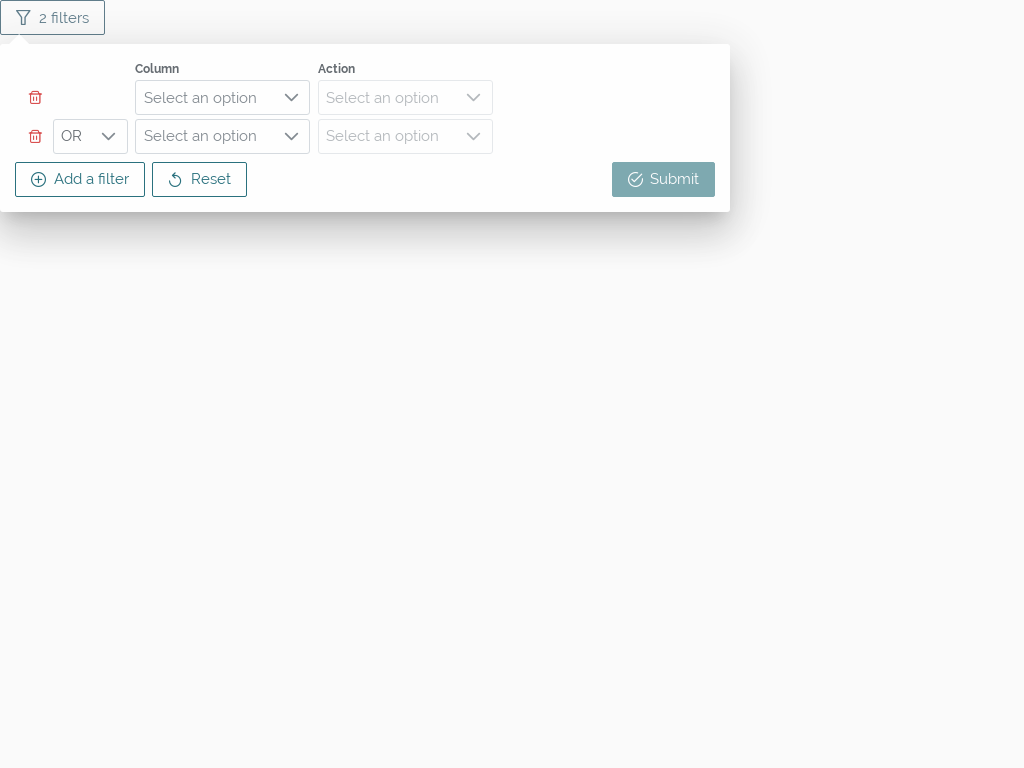 2 filters
Column Action
Select an option Select an option
OR Select an option Select an option
Add a filter Reset Submit